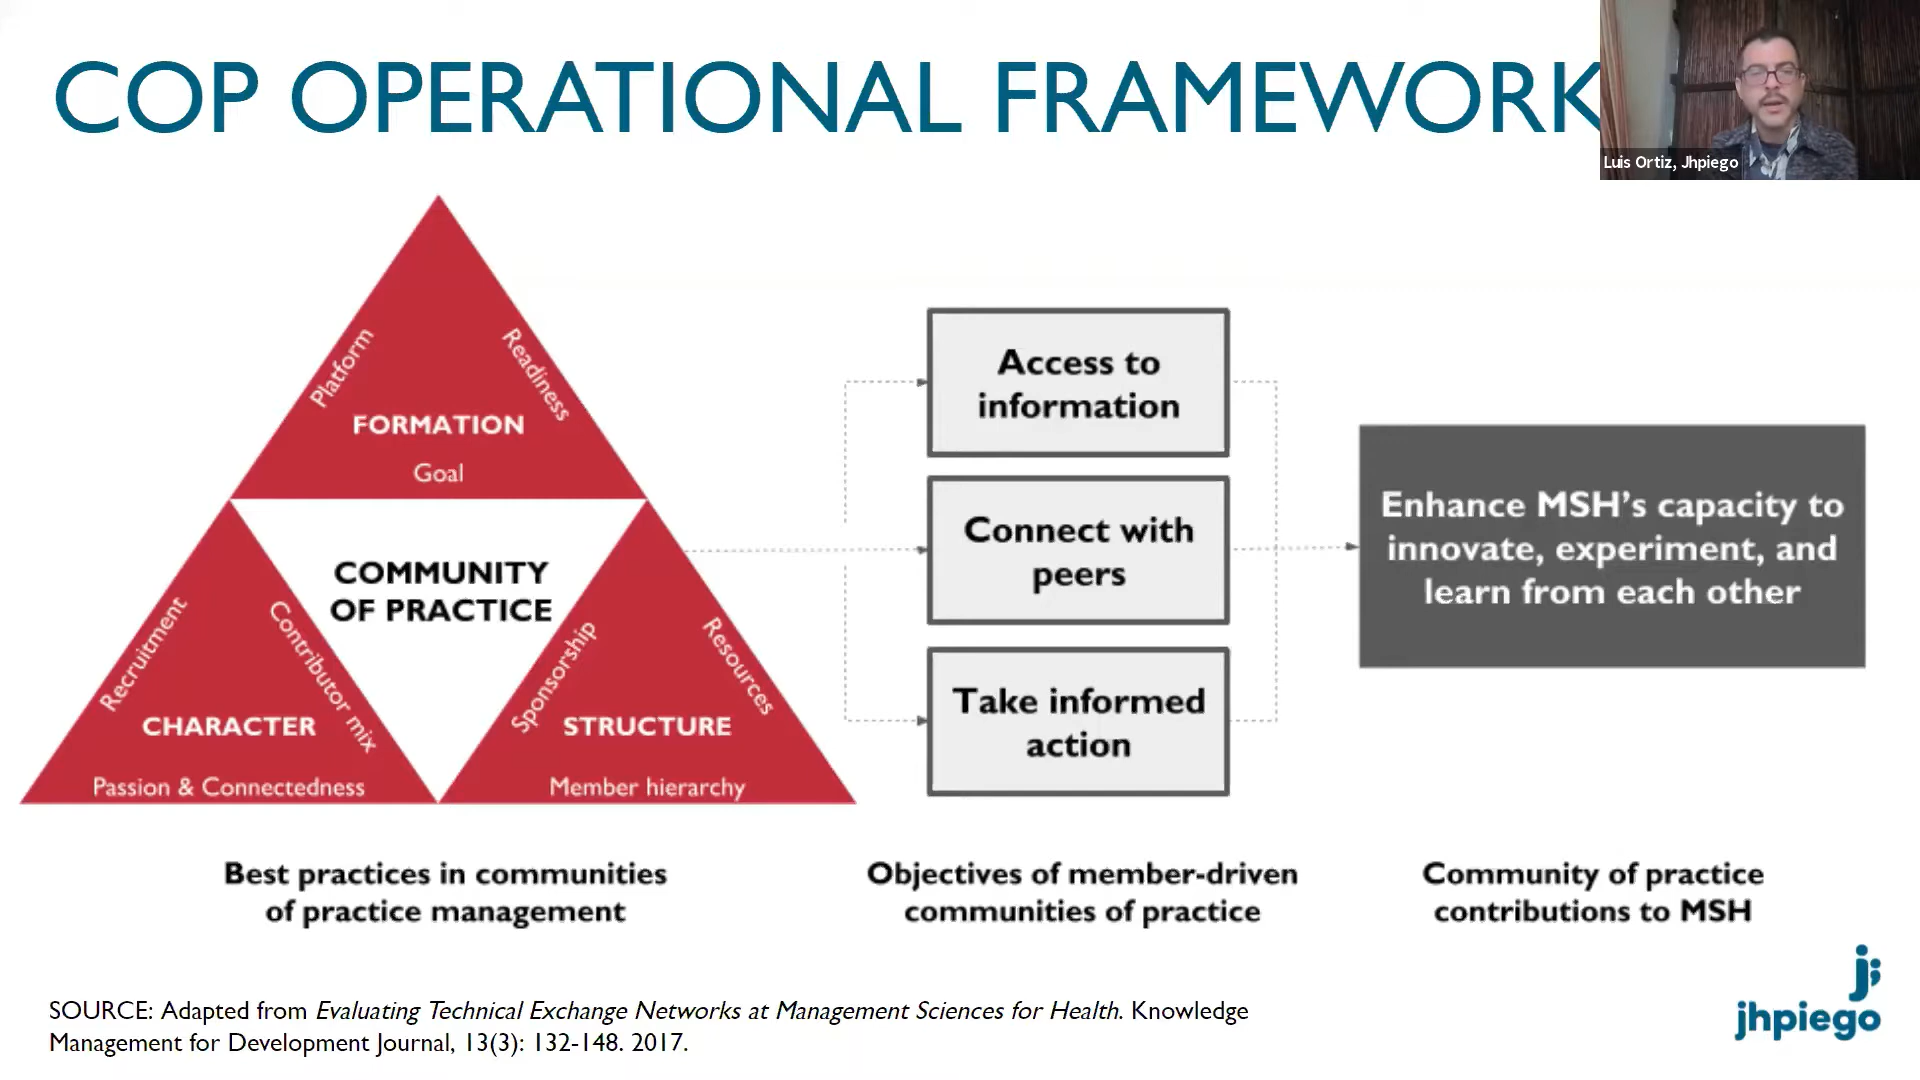 COP OPERATIONAL FRAMEWORK
Luis Ortiz, Jhpiego
Platform
Readiness
FORMATION
Goal
COMMUNITY
OF PRACTICE
Recruitment
Contributor mix
CHARACTER
Passion & Connectedness
Sponsorship
Resources
STRUCTURE
Member hierarchy
Best practices in communities
of practice management
Access to
information
Connect with
peers
Take informed
action
Objectives of member-driven
communities of practice
Enhance MSH’s capacity to
innovate, experiment, and
learn from each other
Community of practice
contributions to MSH
SOURCE: Adapted from Evaluating Technical Exchange Networks at Management Sciences for Health. Knowledge
Management for Development Journal, 13(3): 132-148. 2017.
j
jhpiego